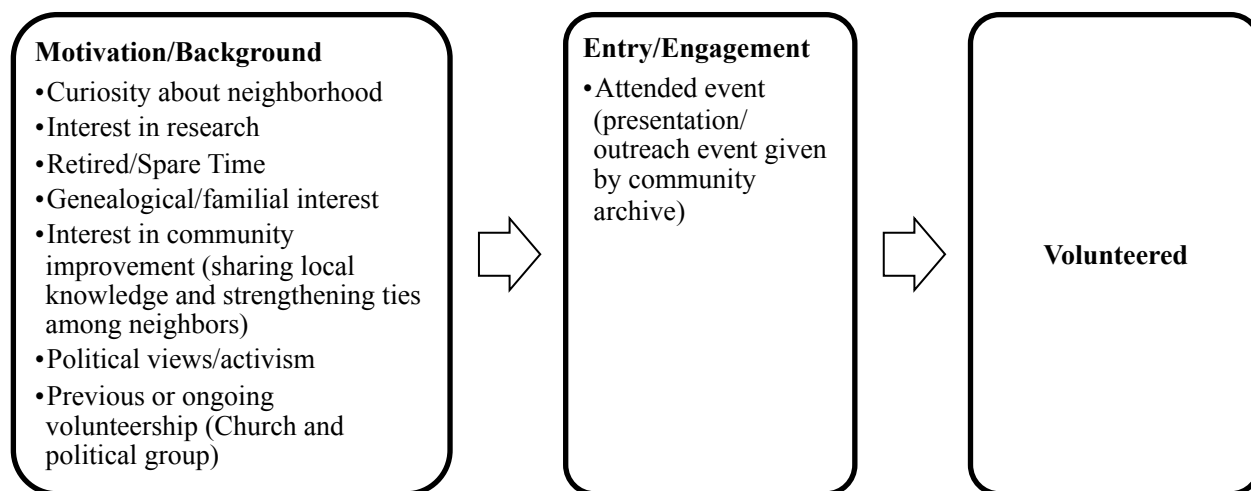 Motivation/Background
•Curiosity about neighborhood
•Interest in research
•Retired/Spare Time
•Genealogical/familial interest
•Interest in community
improvement (sharing local
knowledge and strengthening ties
among neighbors)
•Political views/activism
•Previous or ongoing
volunteership (Church and
political group)
Entry/Engagement
•Attended event
(presentation/
outreach event given
by community
archive)
Volunteered